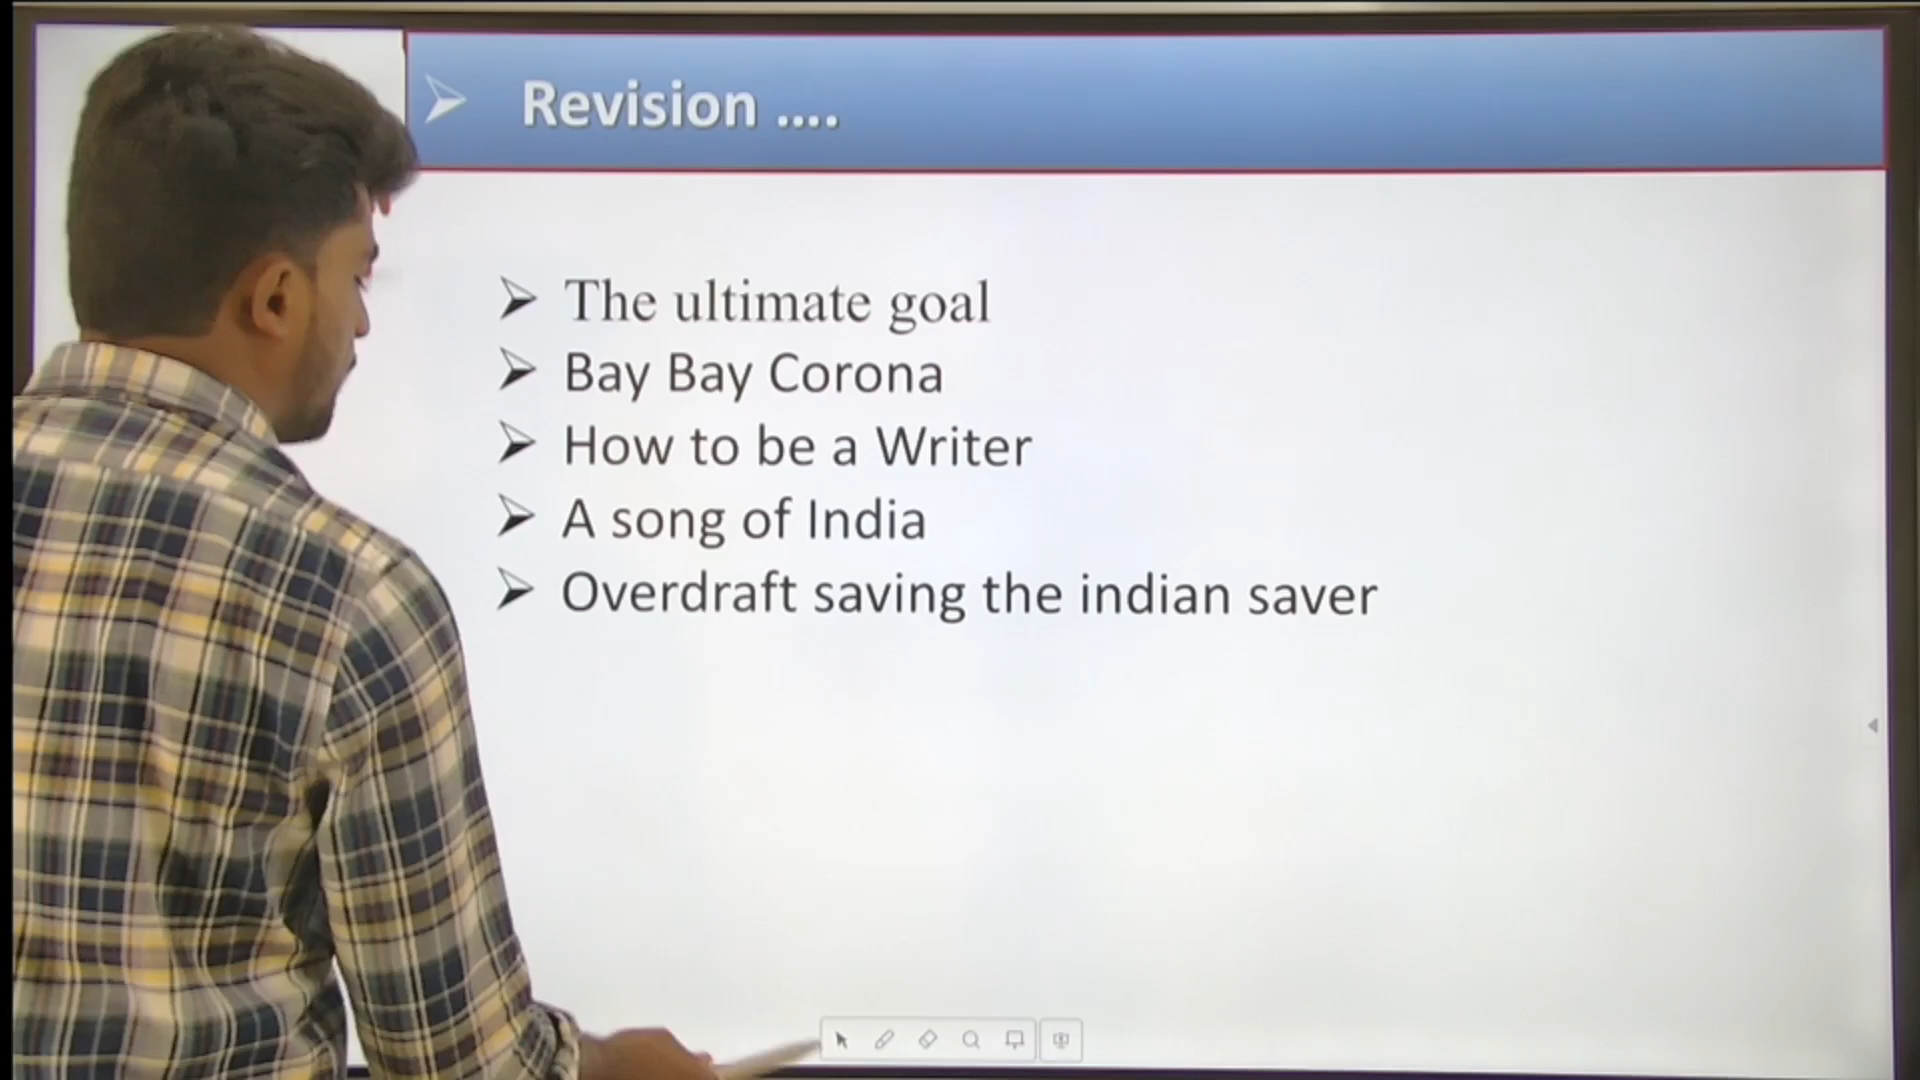 Revision ....
The ultimate goal
Bay Bay Corona
How to be a Writer
A song of India
Overdraft saving the indian saver